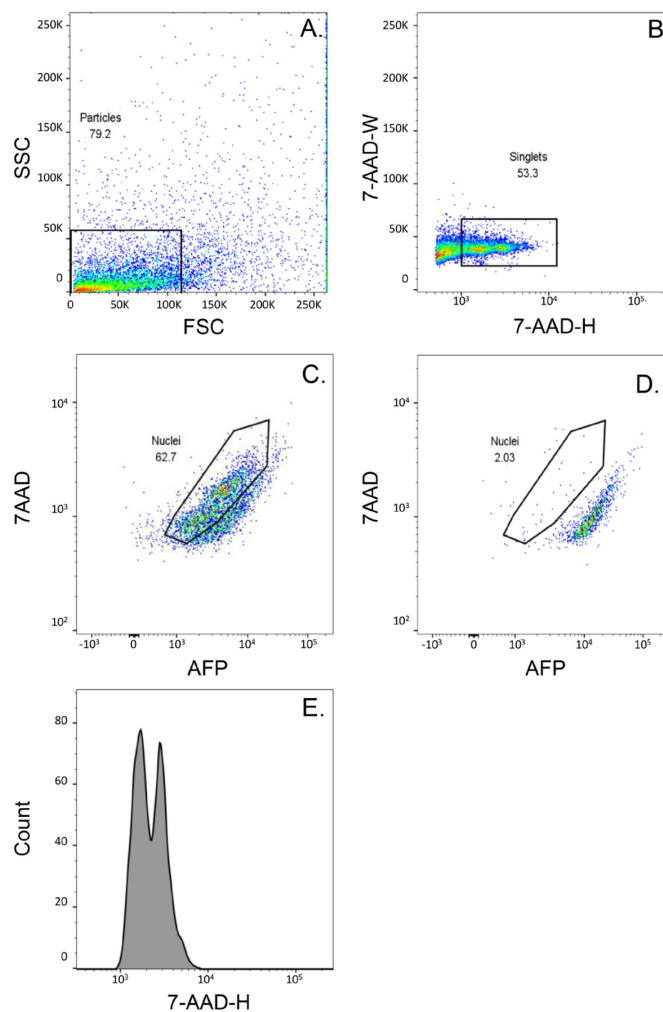 A.
250K
200K
150K
100K
50K
0
SSC
Particles
79.2
0
50K
100K
150K
200K
250K
FSC
B
250K
200K
150K
100K
50K
0
7-AAD-W
Singlets
53.3
10³
10⁴
10⁵.
7-AAD-H
C.
10⁴
10³
10²
7AAD
Nuclei
62.7
-10³
0
10³
10⁴
10⁵
AFP
D.
10⁴
10³
10²
7AAD
Nuclei
2.03
-10³
0
10³
10⁴
10⁵
AFP
E.
80
60
40
20
0
Count
10³
10⁴
10⁵
7-AAD-H